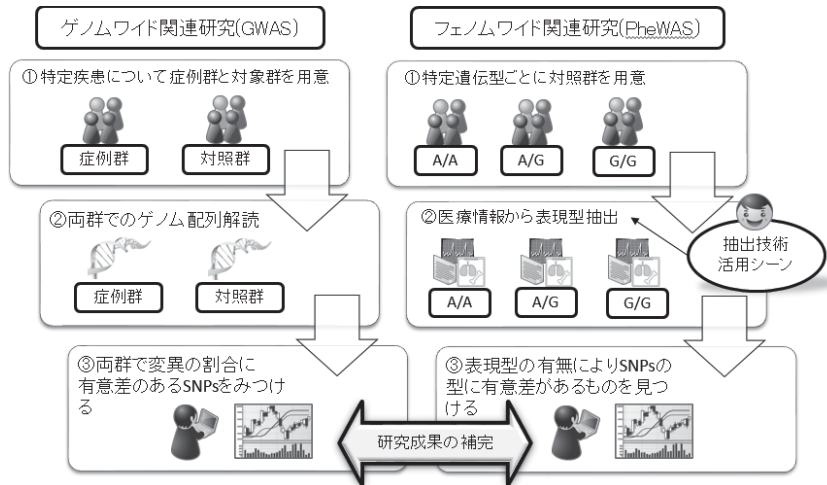 ゲノムワイド関連研究(GWAS)
①特定疾患について症例群と対象群を用意
症例群
対照群
②両群でのゲノム配列解読
症例群
対照群
③両群で変異の割合に
有意差のあるSNPsをみつけ
る
フェノムワイド関連研究(PheWAS)
①特定遺伝型ごとに対照群を用意
A/A
A/G
G/G
②医療情報から表現型抽出
A/A
A/G
G/G
抽出技術
活用シーン
③表現型の有無によりSNPsの
型に有意差があるものを見つ
ける
研究成果の補完